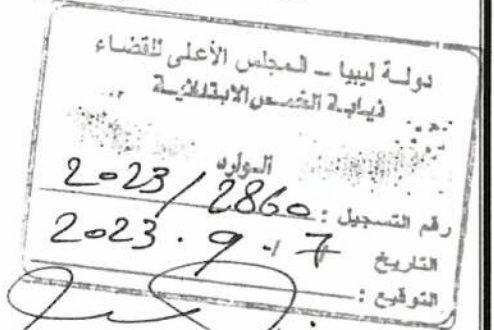 دولة ليبيا – المجلس الأعلى للقضاء
نيابة الخمس الابتدائية
الوارد
رقم التسجيل : 2023/2860
التاريخ 2023.9.7
التوقيع :